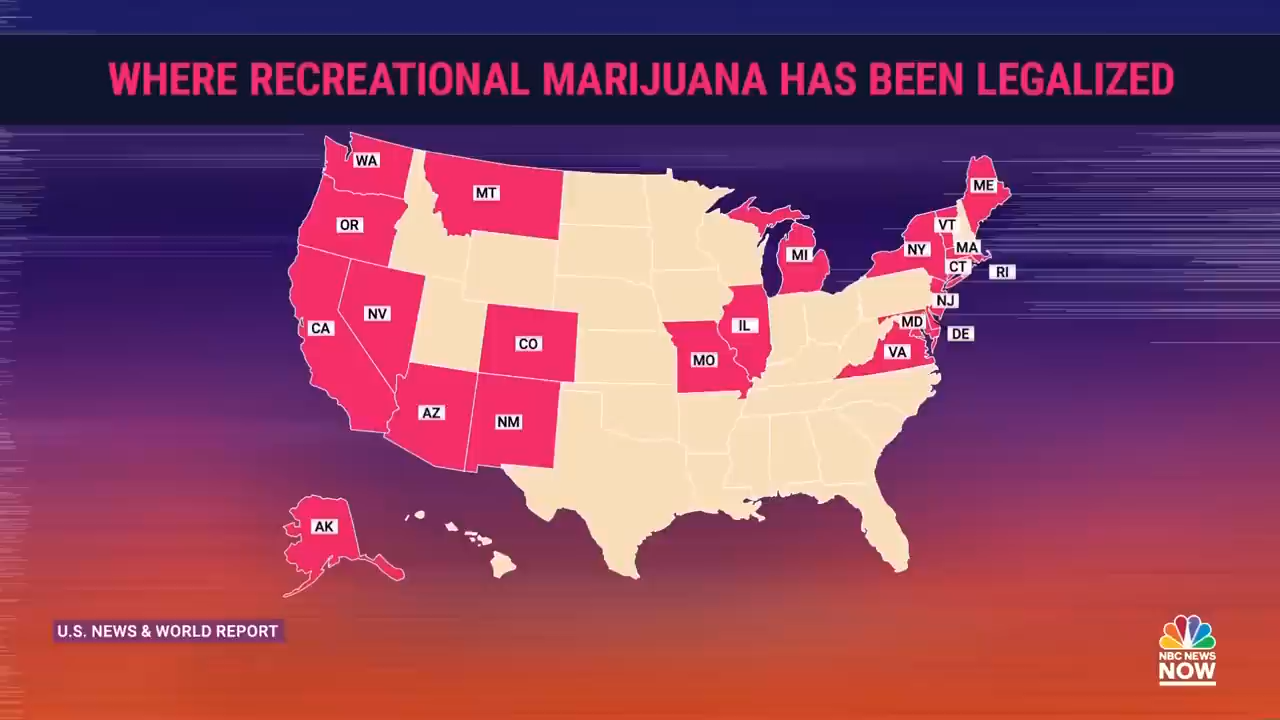 WHERE RECREATIONAL MARIJUANA HAS BEEN LEGALIZED
WA
MT
ME
OR
VT
NY
MA
MI
CT
RI
NJ
NV
CA
IL
MD
DE
CO
VA
MO
AZ
NM
AK
U.S. NEWS & WORLD REPORT
NBC NEWS
NOW